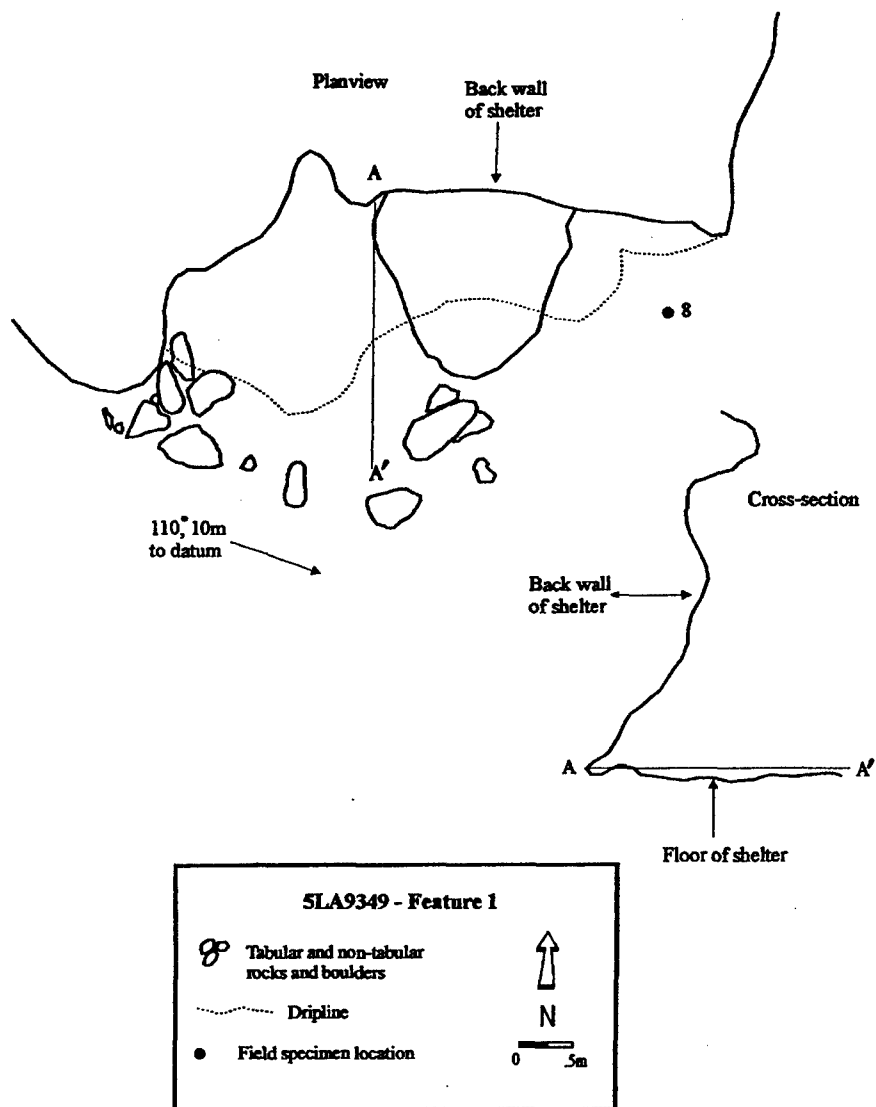 Planview
Back wall
of shelter
A
8
A'
110,° 10m
to datum
Cross-section
Back wall
of shelter
A
A'
Floor of shelter
5LA9349 - Feature 1
Tabular and non-tabular
rocks and boulders
Dripline
Field specimen location
N
0 .5m